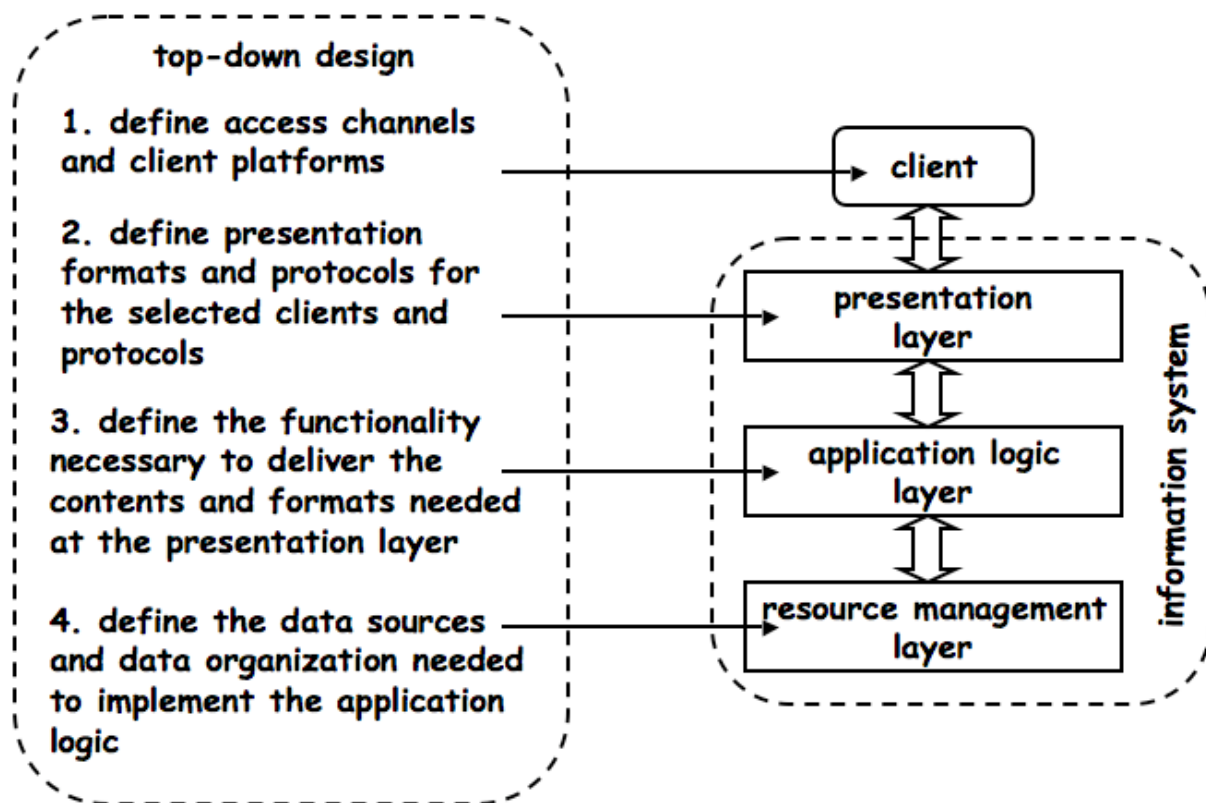 top-down design
1. define access channels
and client platforms
2. define presentation
formats and protocols for
the selected clients and
protocols
3. define the functionality
necessary to deliver the
contents and formats needed
at the presentation layer
4. define the data sources
and data organization needed
to implement the application
logic
client
presentation
layer
application logic
layer
resource management
layer
information system